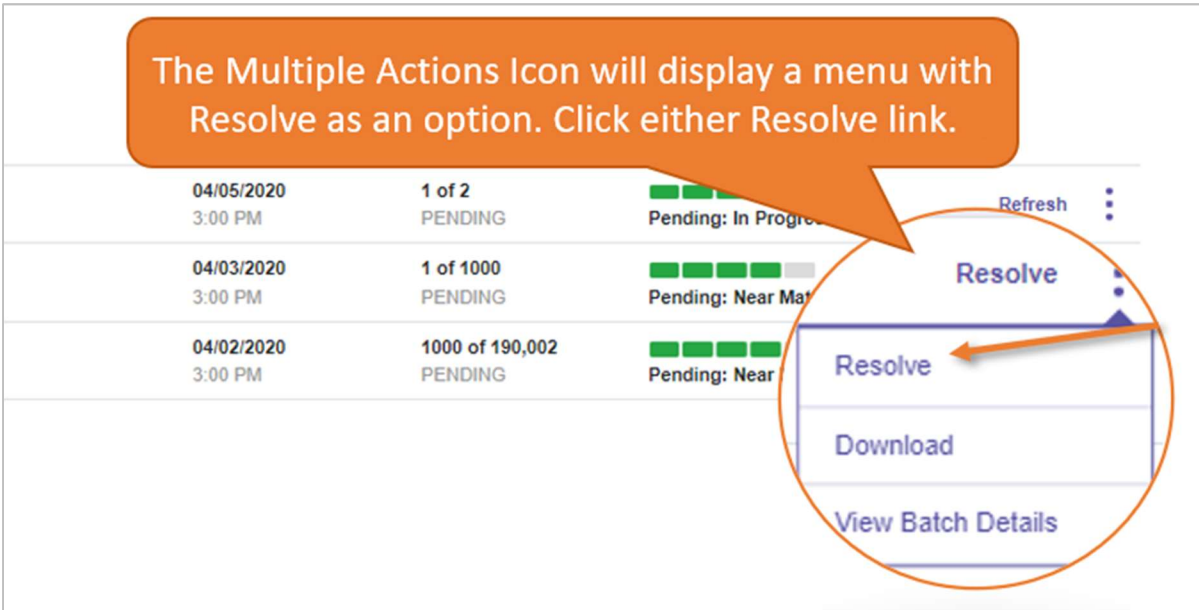 The Multiple Actions Icon will display a menu with
Resolve as an option. Click either Resolve link.
04/05/2020 1 of 2 Refresh
3:00 PM PENDING Pending: In
04/03/2020 1 of 1000 Resolve
3:00 PM PENDING Pending: Near
04/02/2020 1000 of 190,002
3:00 PM PENDING Pending: Near
Resolve
Download
View Batch Details